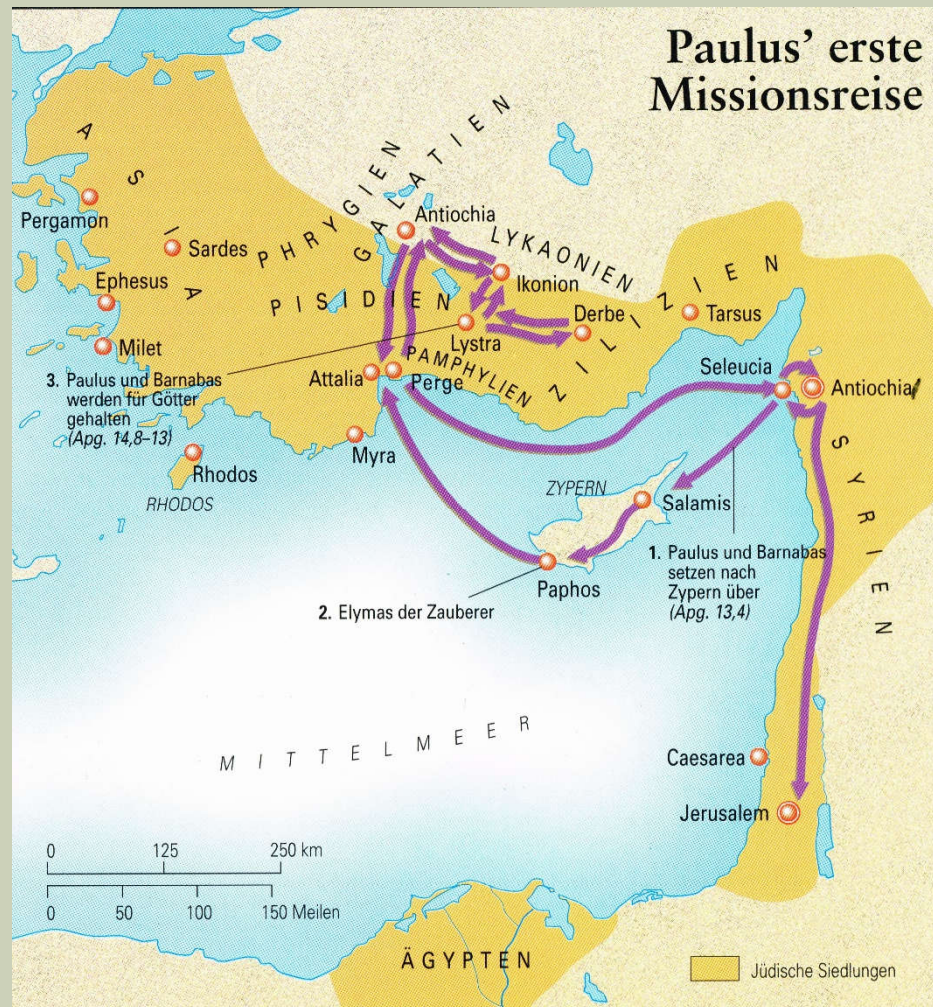 Paulus’ erste
Missionsreise
ASIA
PHRYGIEN
GALATIEN
Antiochia
LYKAONIEN
Pergamon
Sardes
Ikonion
Ephesus
PISIDIEN
Derbe
ZILIZIEN
Tarsus
Milet
Lystra
Seleucia
3. Paulus und Barnabas
werden für Götter
gehalten
(Apg. 14,8–13)
Attalia
Perge
PAMPHYLIEN
Antiochia
SYRIEN
Myra
Rhodos
RHODOS
ZYPERN
Salamis
Paphos
1. Paulus und Barnabas
setzen nach
Zypern über
(Apg. 13,4)
2. Elymas der Zauberer
MITTELMEER
Caesarea
Jerusalem
0 125 250 km
0 50 100 150 Meilen
ÄGYPTEN
Jüdische Siedlungen